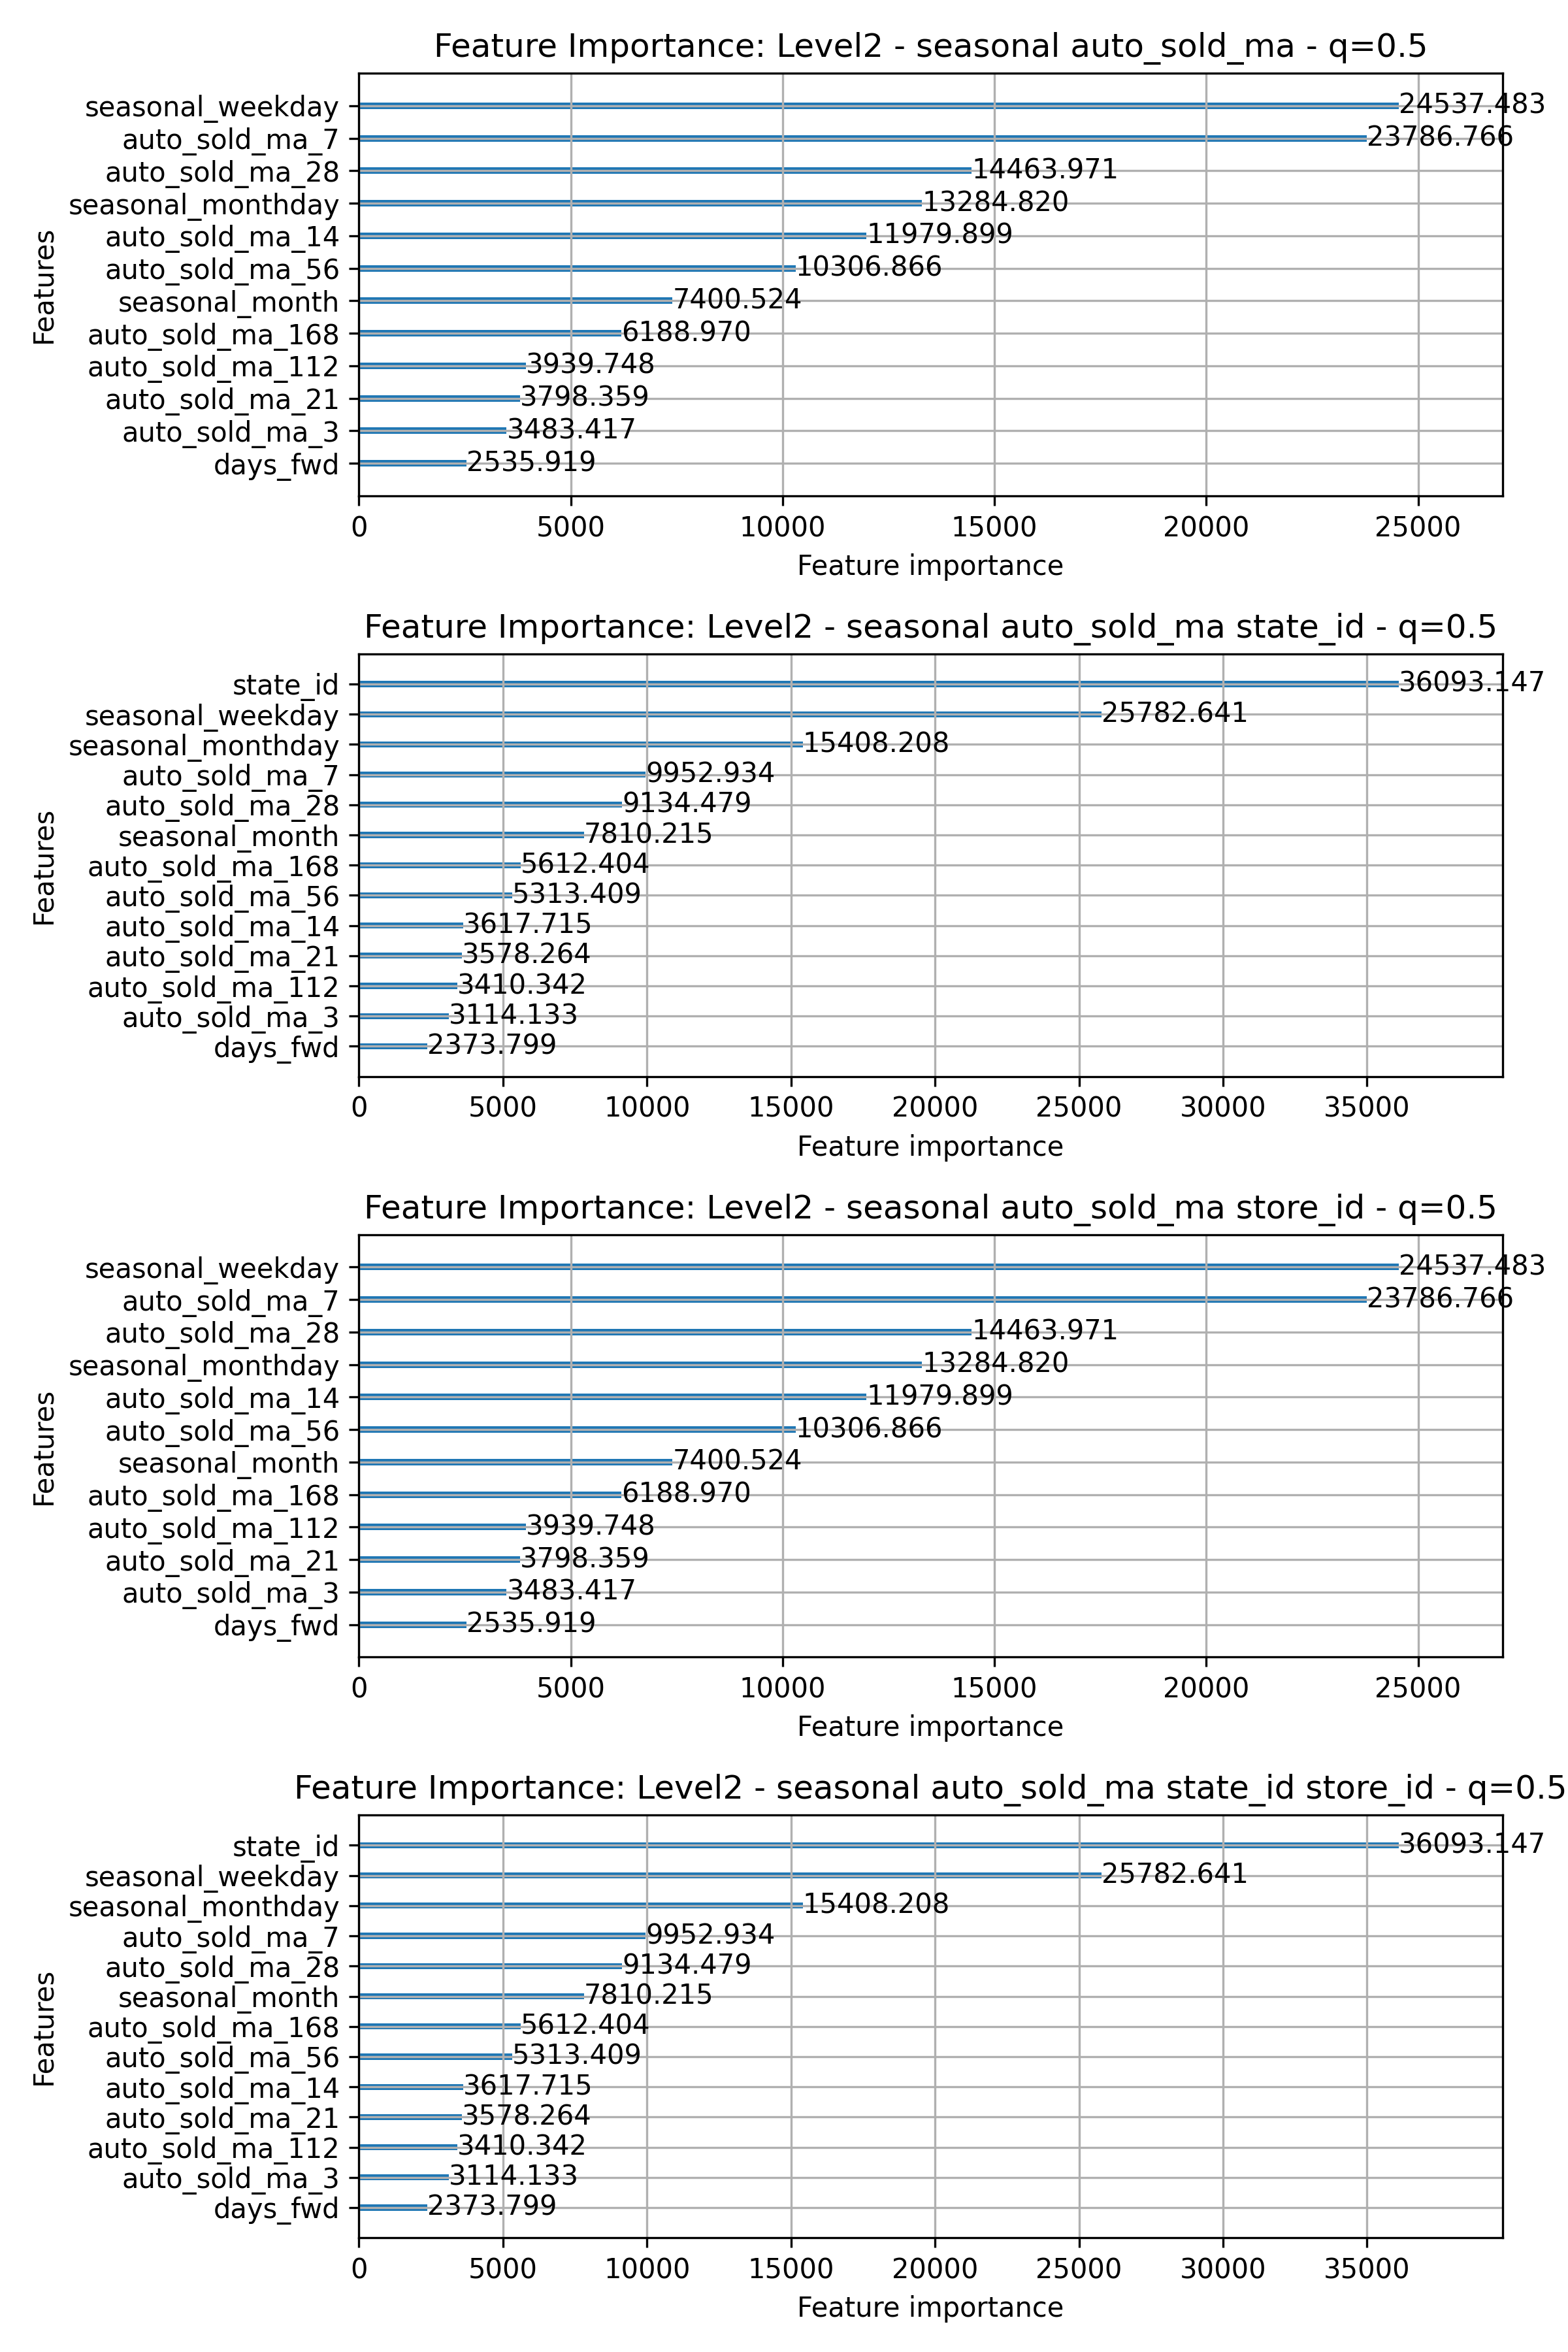 Feature Importance: Level2 - seasonal auto_sold_ma - q=0.5
Features
seasonal_weekday 24537.483
auto_sold_ma_7 23786.766
auto_sold_ma_28 14463.971
seasonal_monthday 13284.820
auto_sold_ma_14 11979.899
auto_sold_ma_56 10306.866
seasonal_month 7400.524
auto_sold_ma_168 6188.970
auto_sold_ma_112 3939.748
auto_sold_ma_21 3798.359
auto_sold_ma_3 3483.417
days_fwd 2535.919
0 5000 10000 15000 20000 25000
Feature importance
Feature Importance: Level2 - seasonal auto_sold_ma state_id - q=0.5
Features
state_id 36093.147
seasonal_weekday 25782.641
seasonal_monthday 15408.208
auto_sold_ma_7 9952.934
auto_sold_ma_28 9134.479
seasonal_month 7810.215
auto_sold_ma_168 5612.404
auto_sold_ma_56 5313.409
auto_sold_ma_14 3617.715
auto_sold_ma_21 3578.264
auto_sold_ma_112 3410.342
auto_sold_ma_3 3114.133
days_fwd 2373.799
0 5000 10000 15000 20000 25000 30000 35000
Feature importance
Feature Importance: Level2 - seasonal auto_sold_ma store_id - q=0.5
Features
seasonal_weekday 24537.483
auto_sold_ma_7 23786.766
auto_sold_ma_28 14463.971
seasonal_monthday 13284.820
auto_sold_ma_14 11979.899
auto_sold_ma_56 10306.866
seasonal_month 7400.524
auto_sold_ma_168 6188.970
auto_sold_ma_112 3939.748
auto_sold_ma_21 3798.359
auto_sold_ma_3 3483.417
days_fwd 2535.919
0 5000 10000 15000 20000 25000
Feature importance
Feature Importance: Level2 - seasonal auto_sold_ma state_id store_id - q=0.5
Features
state_id 36093.147
seasonal_weekday 25782.641
seasonal_monthday 15408.208
auto_sold_ma_7 9952.934
auto_sold_ma_28 9134.479
seasonal_month 7810.215
auto_sold_ma_168 5612.404
auto_sold_ma_56 5313.409
auto_sold_ma_14 3617.715
auto_sold_ma_21 3578.264
auto_sold_ma_112 3410.342
auto_sold_ma_3 3114.133
days_fwd 2373.799
0 5000 10000 15000 20000 25000 30000 35000
Feature importance